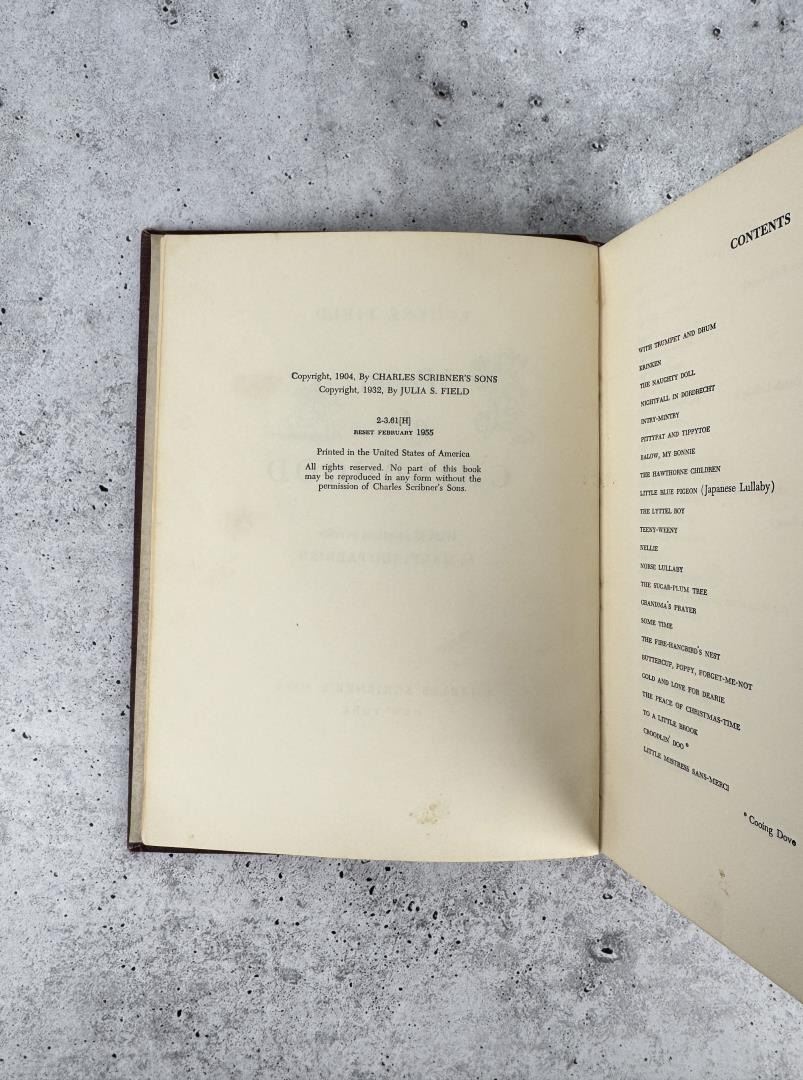 Copyright, 1904, By CHARLES SCRIBNER'S SONS
Copyright, 1932, By JULIA S. FIELD
2-3.61[H]
RESET FEBRUARY 1955
Printed in the United States of America
All rights reserved. No part of this book
may be reproduced in any form without the
permission of Charles Scribner's Sons.
CONTENTS
WITH TRUMPET AND DRUM
KRINKEN
THE NAUGHTY DOLL
NIGHTFALL IN DORDRECHT
INTRY-MINTRY
PITTYPAT AND TIPPYTOE
BALOW, MY BONNIE
THE HAWTHORNE CHILDREN
LITTLE BLUE PIGEON (Japanese Lullaby)
THE LYTTEL BOY
TEENY-WEENY
NELLIE
NORSE LULLABY
THE SUGAR-PLUM TREE
GRANDMA'S PRAYER
SOME TIME
THE FIRE-HANGBIRD'S NEST
BUTTERCUP, POPPY, FORGET-ME-NOT
GOLD AND LOVE FOR DEARIE
THE PEACE OF CHRISTMAS-TIME
TO A LITTLE BROOK
CROODLIN' DOO*
LITTLE MISTRESS SANS-MERCI
* Cooing Dove